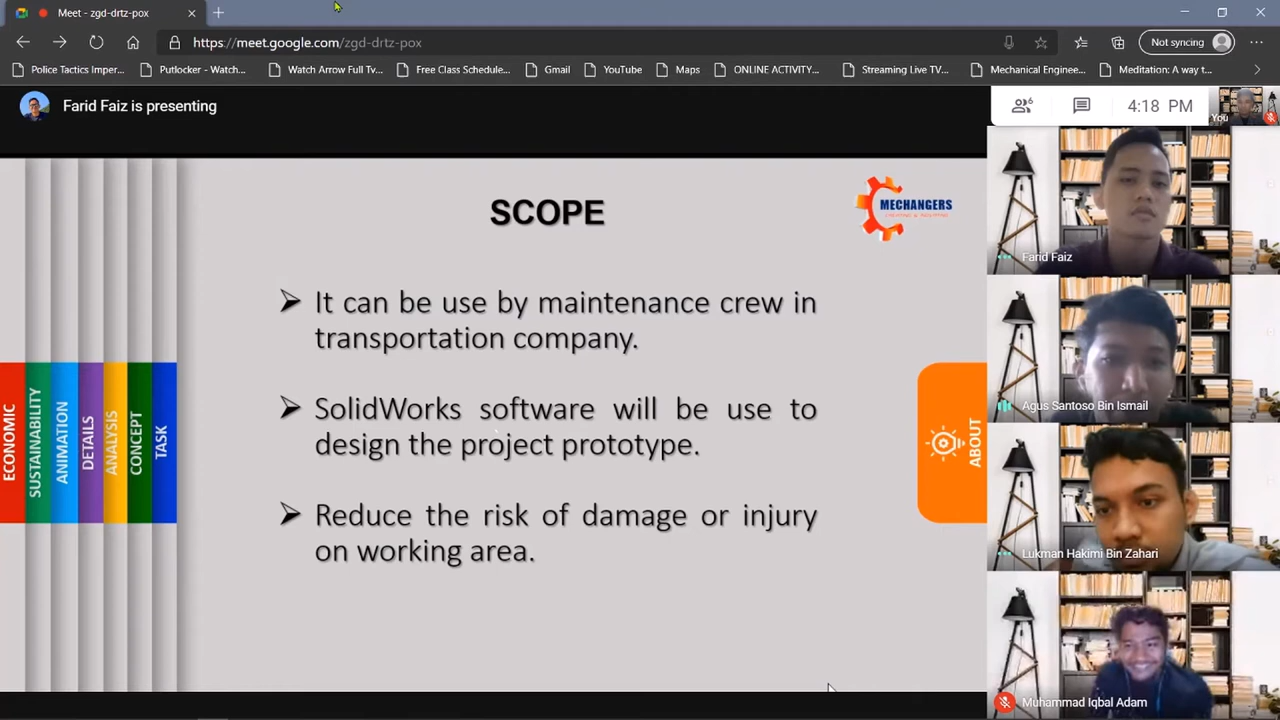 Meet - zgd-drtz-pox
https://meet.google.com/zgd-drtz-pox
Not syncing
Police Tactics Imper...
Putlocker - Watch...
Watch Arrow Full Tv...
Free Class Schedule...
Gmail
YouTube
Maps
ONLINE ACTIVITY...
Streaming Live TV...
Mechanical Enginee...
Meditation: A way t...
Farid Faiz is presenting
6
4:18 PM
You
SCOPE
MECHANGERS
➢ It can be use by maintenance crew in
transportation company.
➢ SolidWorks software will be use to
design the project prototype.
➢ Reduce the risk of damage or injury
on working area.
ECONOMIC
SUSTAINABILITY
ANIMATION
DETAILS
ANALYSIS
CONCEPT
TASK
ABOUT
Farid Faiz
Agus Santoso Bin Ismail
Lukman Hakimi Bin Zahari
Muhammad Iqbal Adam